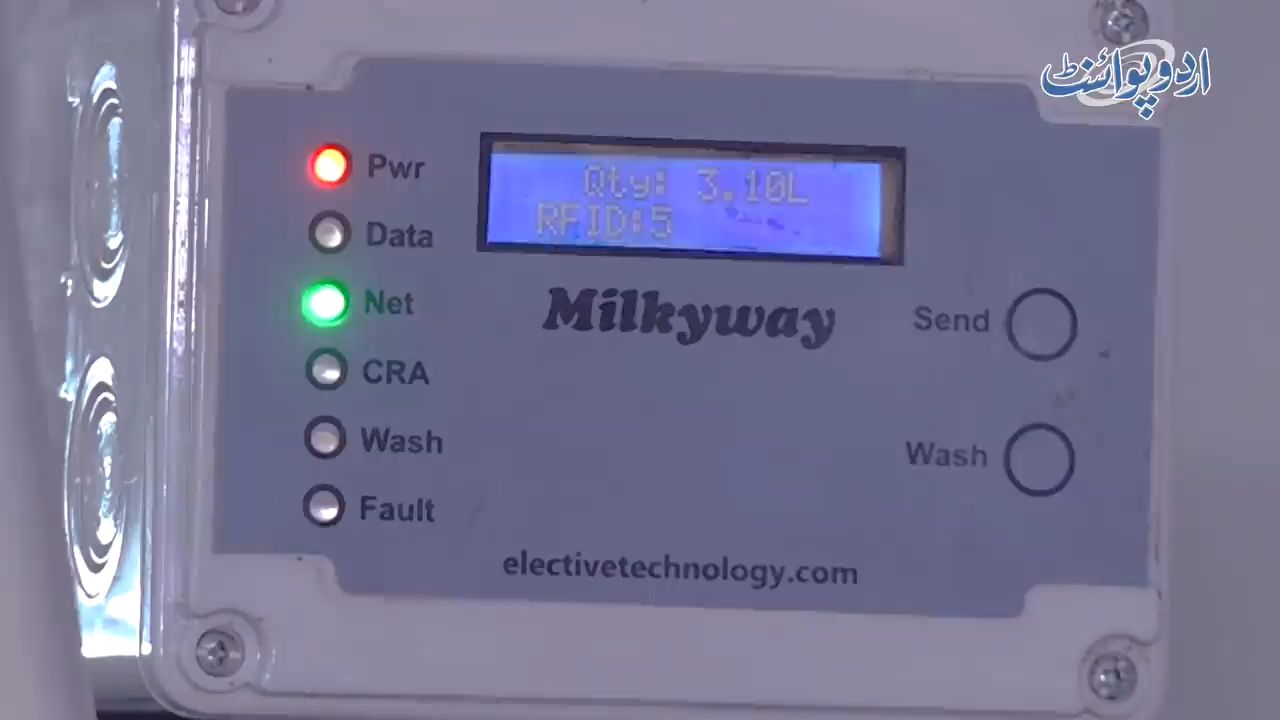 اردو پوائنٹ
Pwr
Data
Net
CRA
Wash
Fault
Qty: 3.10L
RFID:5
Milkyway
Send
Wash
electivetechnology.com